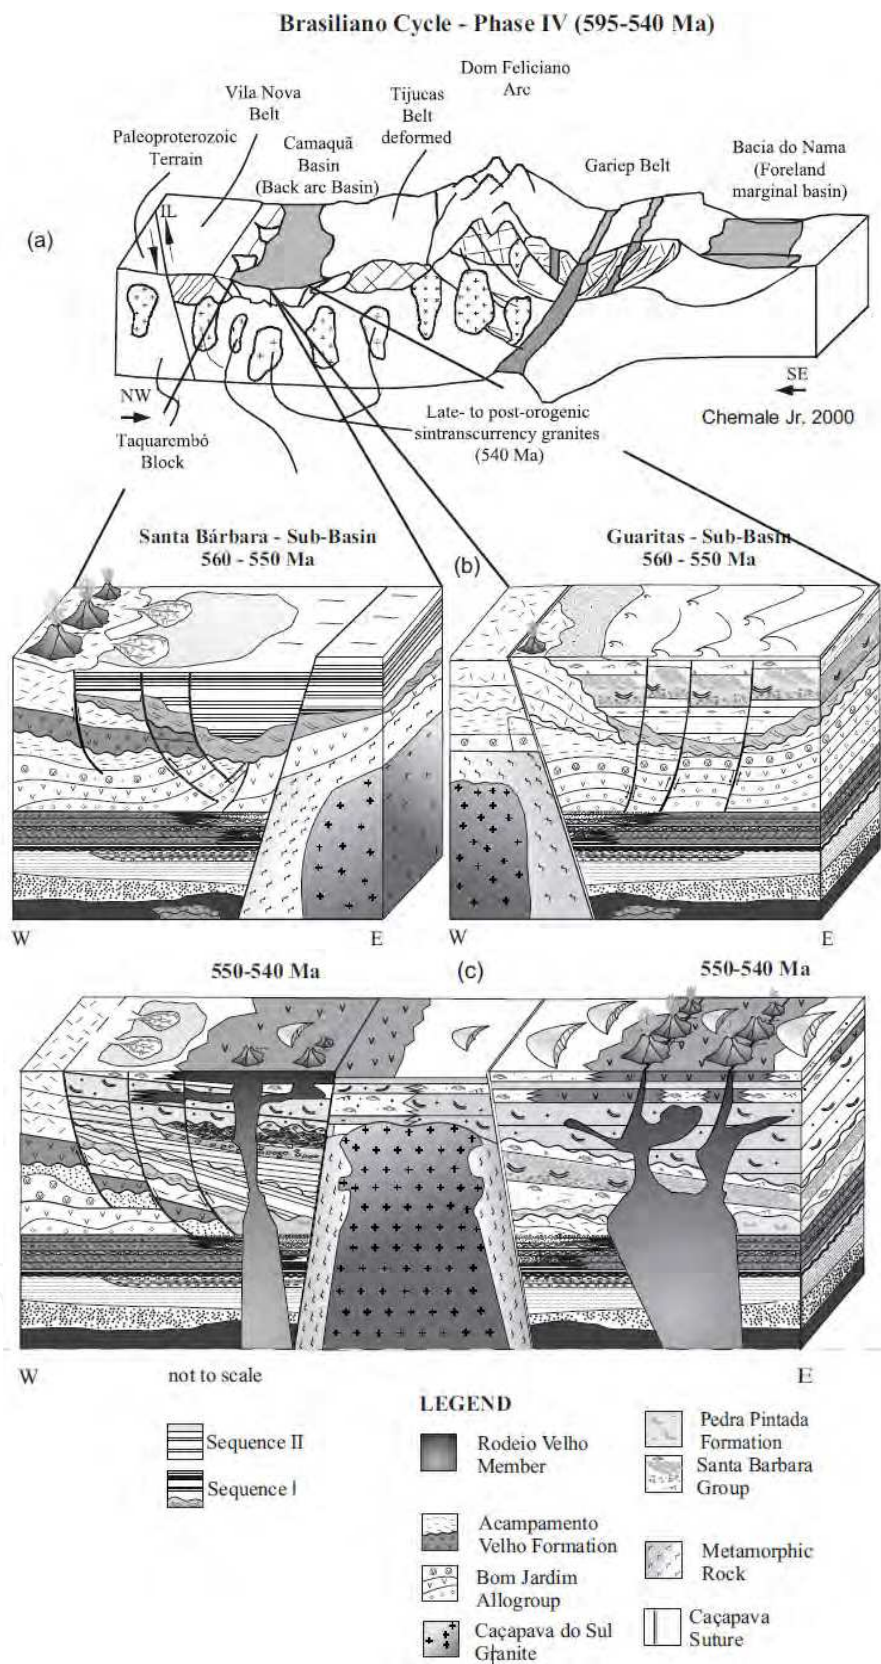 Brasiliano Cycle - Phase IV (595-540 Ma)
Dom Feliciano
Arc
Vila Nova
Belt
Tijucas
Belt
deformed
Paleoproterozoic
Terrain
Camaquã
Basin
(Back arc Basin)
Gariep Belt
Bacia do Nama
(Foreland
marginal basin)
IL
(a)
NW
SE
Late- to post-orogenic
sintranscurrency granites
(540 Ma)
Chemale Jr. 2000
Taquarembó
Block
Santa Bárbara - Sub-Basin
560 - 550 Ma
(b)
Guaritas - Sub-Basin
560 - 550 Ma
W
E
W
E
550-540 Ma
(c)
550-540 Ma
W
E
not to scale
LEGEND
Sequence II
Sequence I
Rodeio Velho
Member
Acampamento
Velho Formation
Bom Jardim
Allogroup
Caçapava do Sul
Granite
Pedra Pintada
Formation
Santa Barbara
Group
Metamorphic
Rock
Caçapava
Suture